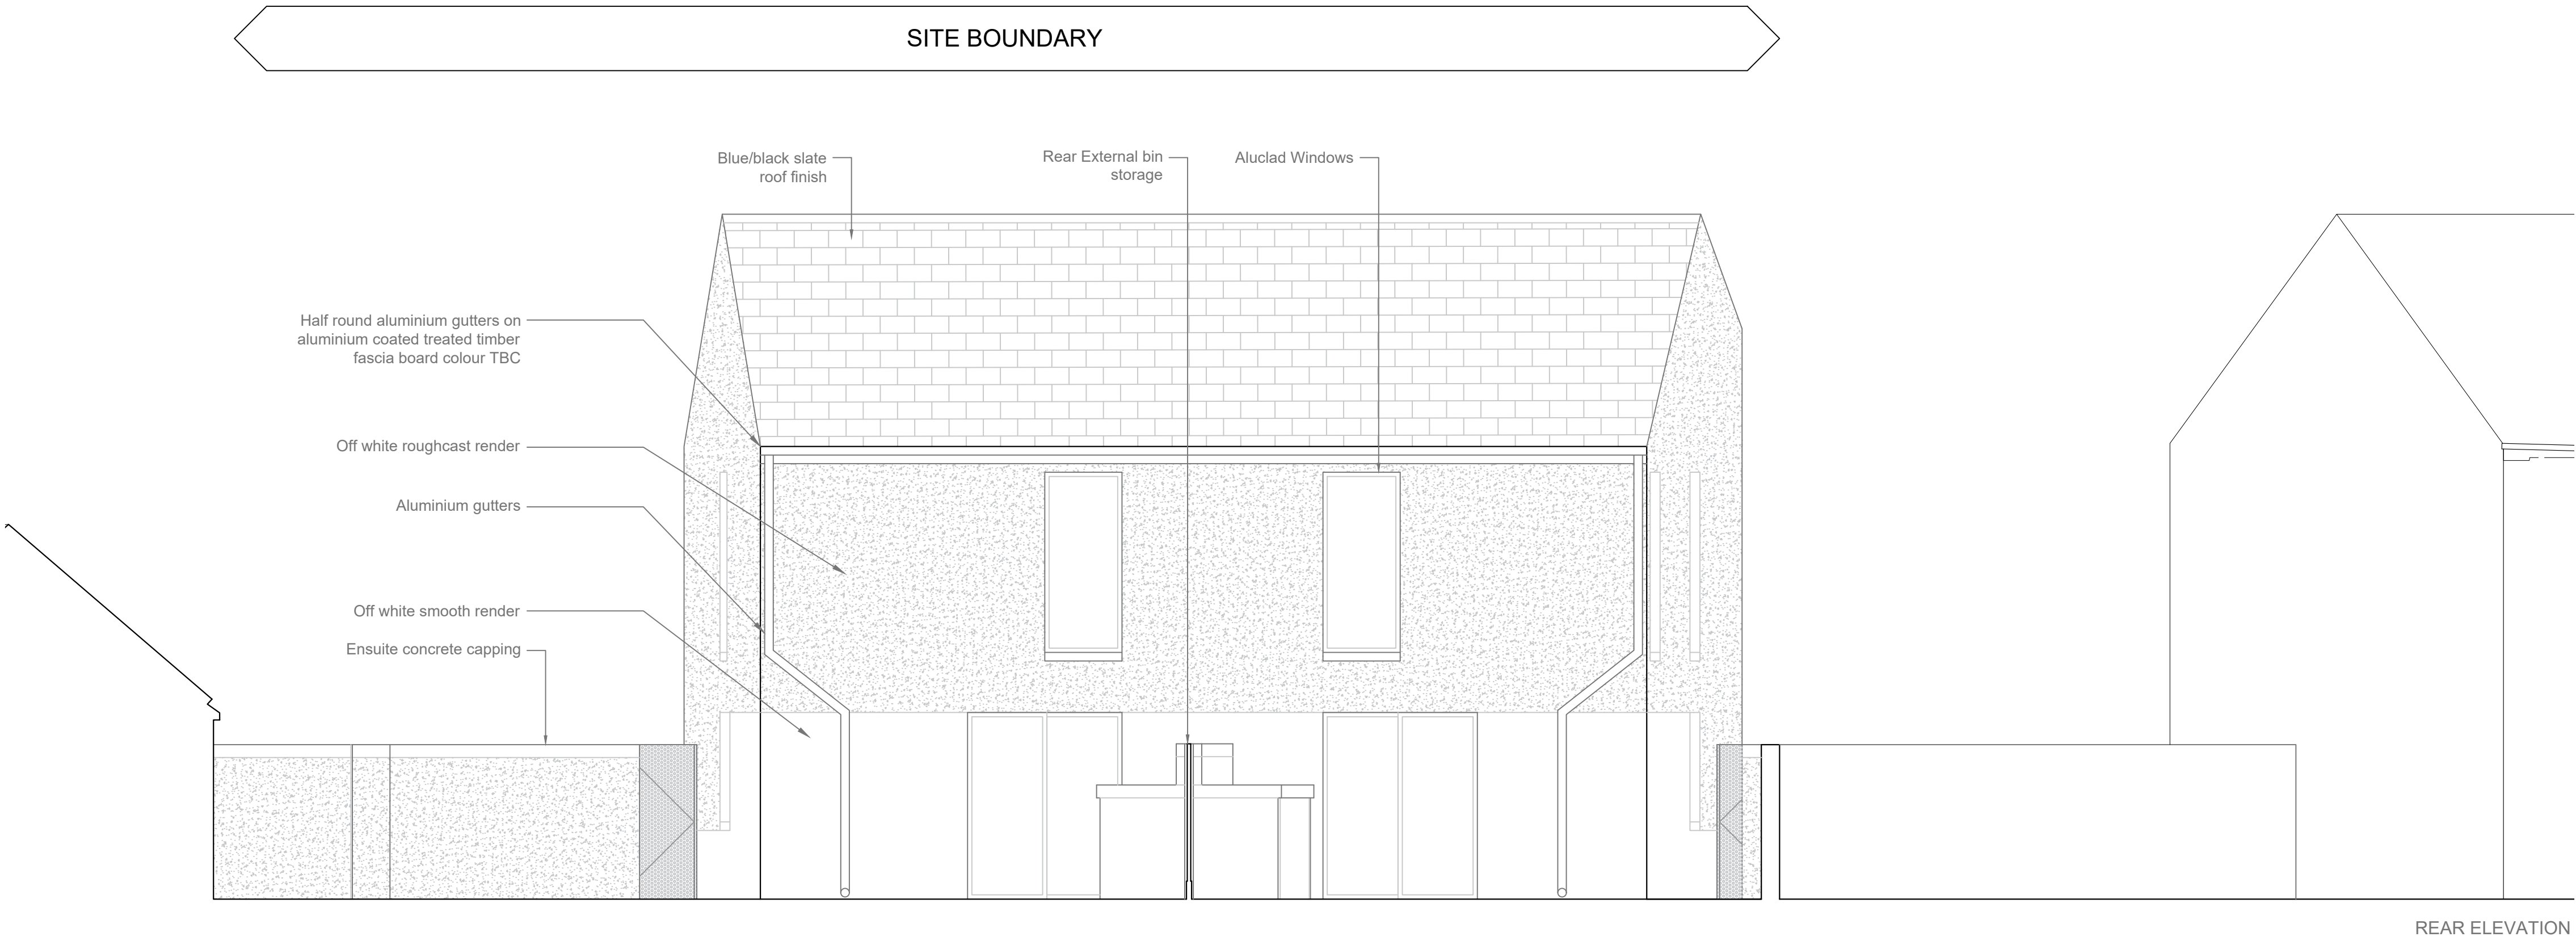 SITE BOUNDARY
Blue/black slate
roof finish
Rear External bin
storage
Aluclad Windows
Half round aluminium gutters on
aluminium coated treated timber
fascia board colour TBC
Off white roughcast render
Aluminium gutters
Off white smooth render
Ensuite concrete capping
REAR ELEVATION